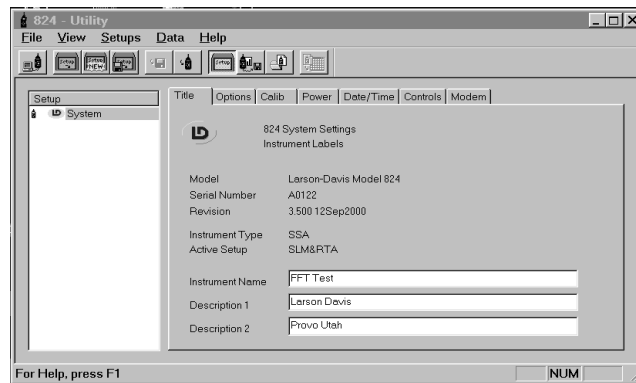 824 - Utility
File View Setups Data Help
Setup
System
Title Options Calib Power Date/Time Controls Modem
LD
824 System Settings
Instrument Labels
Model Larson-Davis Model 824
Serial Number A0122
Revision 3.500 12Sep2000
Instrument Type SSA
Active Setup SLM&RTA
Instrument Name FFT Test
Description 1 Larson Davis
Description 2 Provo Utah
For Help, press F1
NUM